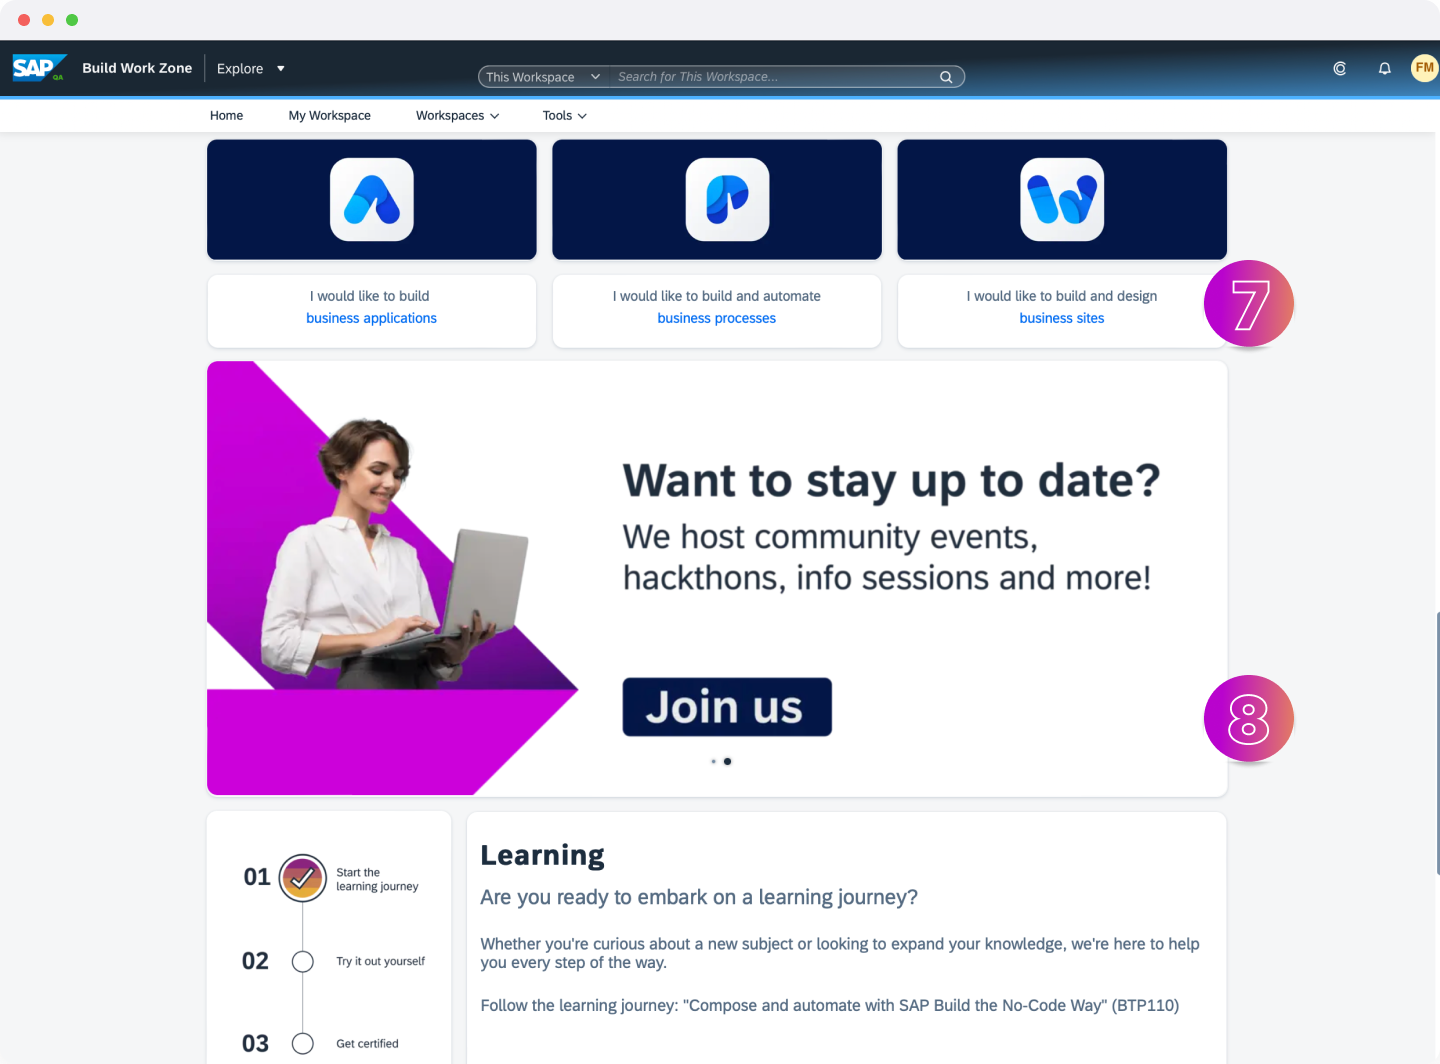 SAP QA Build Work Zone Explore This Workspace Search for This Workspace... FM
Home My Workspace Workspaces Tools
I would like to build
business applications
I would like to build and automate
business processes
I would like to build and design
business sites
7
Want to stay up to date?
We host community events,
hackthons, info sessions and more!
Join us
8
01 Start the
learning journey
02 Try it out yourself
03 Get certified
Learning
Are you ready to embark on a learning journey?
Whether you're curious about a new subject or looking to expand your knowledge, we're here to help
you every step of the way.
Follow the learning journey: "Compose and automate with SAP Build the No-Code Way" (BTP110)